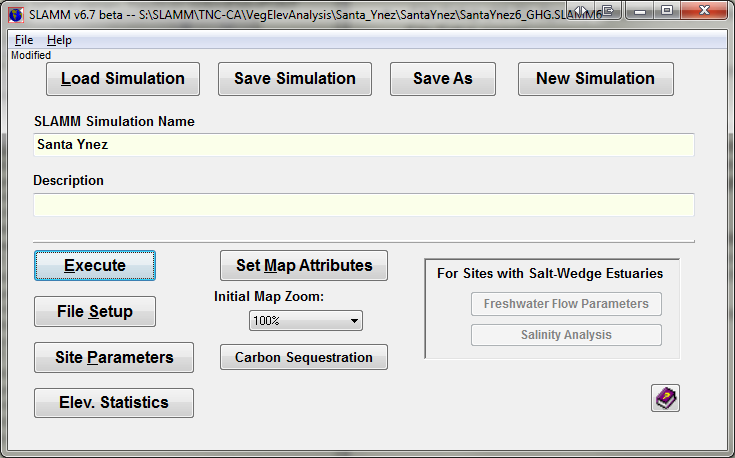 SLAMM v6.7 beta -- S:\SLAMM\TNC-CA\VegElevAnalysis\Santa_Ynez\SantaYnez\SantaYnez6_GHG.SLAMM6
File Help
Modified
Load Simulation Save Simulation Save As New Simulation
SLAMM Simulation Name
Santa Ynez
Description
Execute Set Map Attributes
For Sites with Salt-Wedge Estuaries
Initial Map Zoom:
File Setup
Freshwater Flow Parameters
100%
Salinity Analysis
Site Parameters Carbon Sequestration
Elev. Statistics